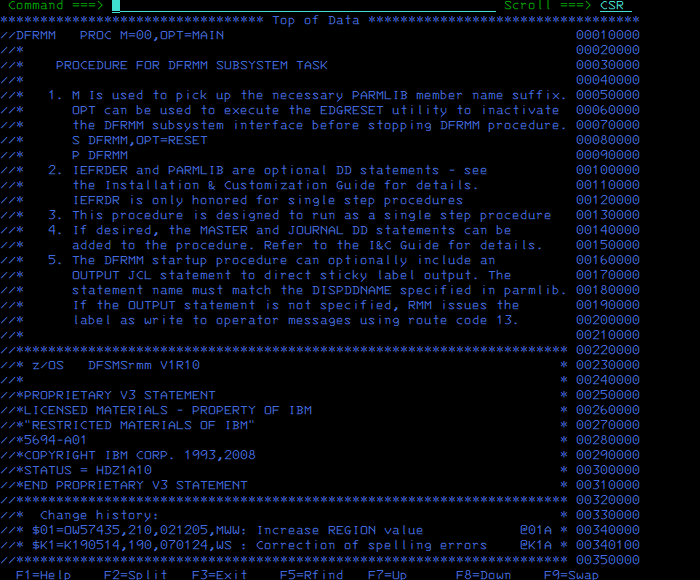 Command ===> Scroll ===> CSR
********************************* Top of Data **********************************
//DFRMM   PROC M=00,OPT=MAIN                                            00010000
//*                                                                     00020000
//*    PROCEDURE FOR DFRMM SUBSYSTEM TASK                               00030000
//*                                                                     00040000
//*   1. M Is used to pick up the necessary PARMLIB member name suffix. 00050000
//*      OPT can be used to execute the EDGRESET utility to inactivate  00060000
//*      the DFRMM subsystem interface before stopping DFRMM procedure. 00070000
//*      S DFRMM,OPT=RESET                                              00080000
//*      P DFRMM                                                        00090000
//*   2. IEFRDER and PARMLIB are optional DD statements - see           00100000
//*      the Installation & Customization Guide for details.            00110000
//*      IEFRDR is only honored for single step procedures              00120000
//*   3. This procedure is designed to run as a single step procedure   00130000
//*   4. If desired, the MASTER and JOURNAL DD statements can be        00140000
//*      added to the procedure. Refer to the I&C Guide for details.    00150000
//*   5. The DFRMM startup procedure can optionally include an          00160000
//*      OUTPUT JCL statement to direct sticky label output. The        00170000
//*      statement name must match the DISPDDNAME specified in parmlib. 00180000
//*      If the OUTPUT statement is not specified, RMM issues the       00190000
//*      label as write to operator messages using route code 13.       00200000
//*                                                                     00210000
//********************************************************************* 00220000
//* z/OS   DFSMSrmm V1R10                                             * 00230000
//*                                                                   * 00240000
//*PROPRIETARY V3 STATEMENT                                           * 00250000
//*LICENSED MATERIALS - PROPERTY OF IBM                               * 00260000
//*"RESTRICTED MATERIALS OF IBM"                                      * 00270000
//*5694-A01                                                           * 00280000
//*COPYRIGHT IBM CORP. 1993,2008                                      * 00290000
//*STATUS = HDZ1A10                                                   * 00300000
//*END PROPRIETARY V3 STATEMENT                                       * 00310000
//********************************************************************* 00320000
//*  Change history:                                                  * 00330000
//* $01=OW57435,210,021205,MWW: Increase REGION value            @01A * 00340000
//* $K1=K190514,190,070124,WS : Correction of spelling errors    @K1A * 00340100
//********************************************************************* 00350000
F1=Help    F2=Split   F3=Exit    F5=Rfind   F7=Up      F8=Down    F9=Swap